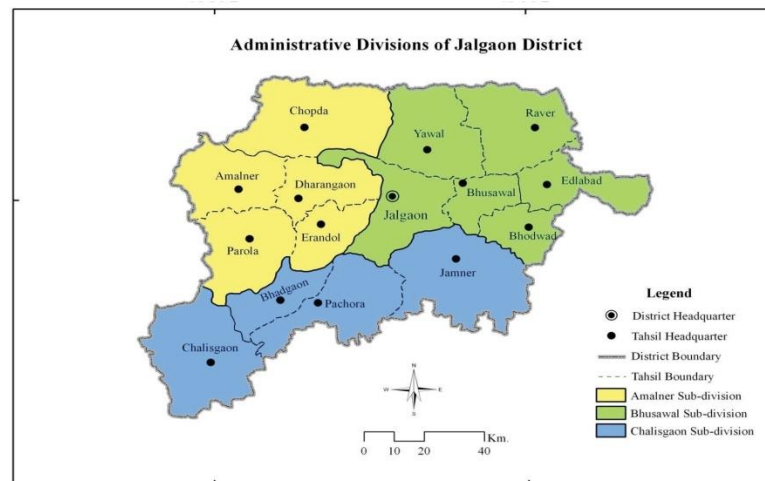 Administrative Divisions of Jalgaon District
Chopda
Raver
Yawal
Amalner
Dharangaon
Bhusawal
Edlabad
Jalgaon
Erandol
Parola
Bhodwad
Jamner
Bhadgaon
Pachora
Chalisgaon
Legend
District Headquarter
Tahsil Headquarter
District Boundary
Tahsil Boundary
Amalner Sub-division
Bhusawal Sub-division
Chalisgaon Sub-division
N
W E
S
Km.
0 10 20 40